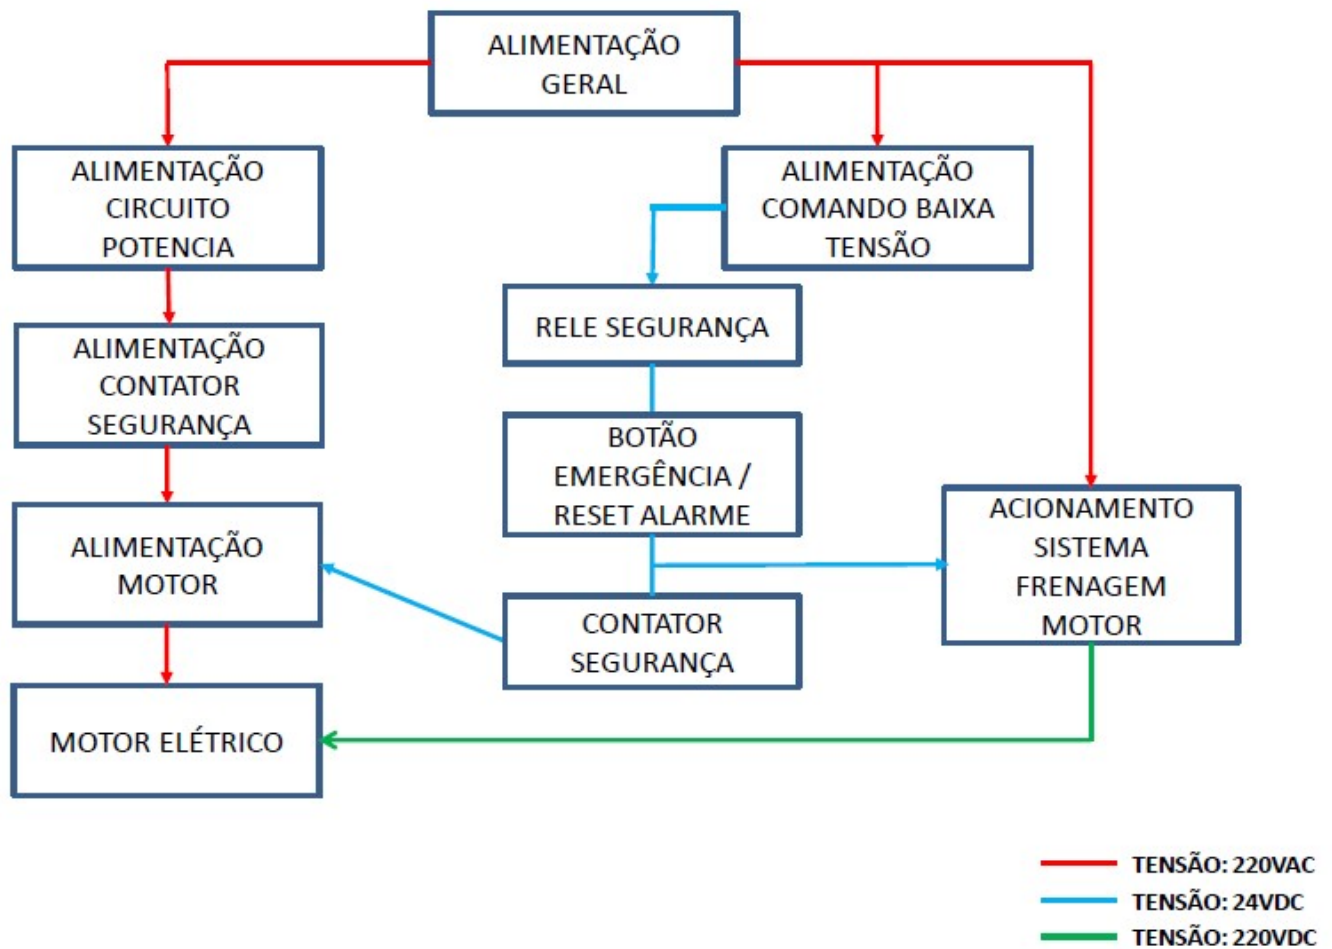 ALIMENTAÇÃO
GERAL
ALIMENTAÇÃO
CIRCUITO
POTENCIA
ALIMENTAÇÃO
COMANDO BAIXA
TENSÃO
RELE SEGURANÇA
ALIMENTAÇÃO
CONTATOR
SEGURANÇA
BOTÃO
EMERGÊNCIA /
RESET ALARME
ACIONAMENTO
SISTEMA
FRENAGEM
MOTOR
ALIMENTAÇÃO
MOTOR
CONTATOR
SEGURANÇA
MOTOR ELÉTRICO
TENSÃO: 220VAC
TENSÃO: 24VDC
TENSÃO: 220VDC